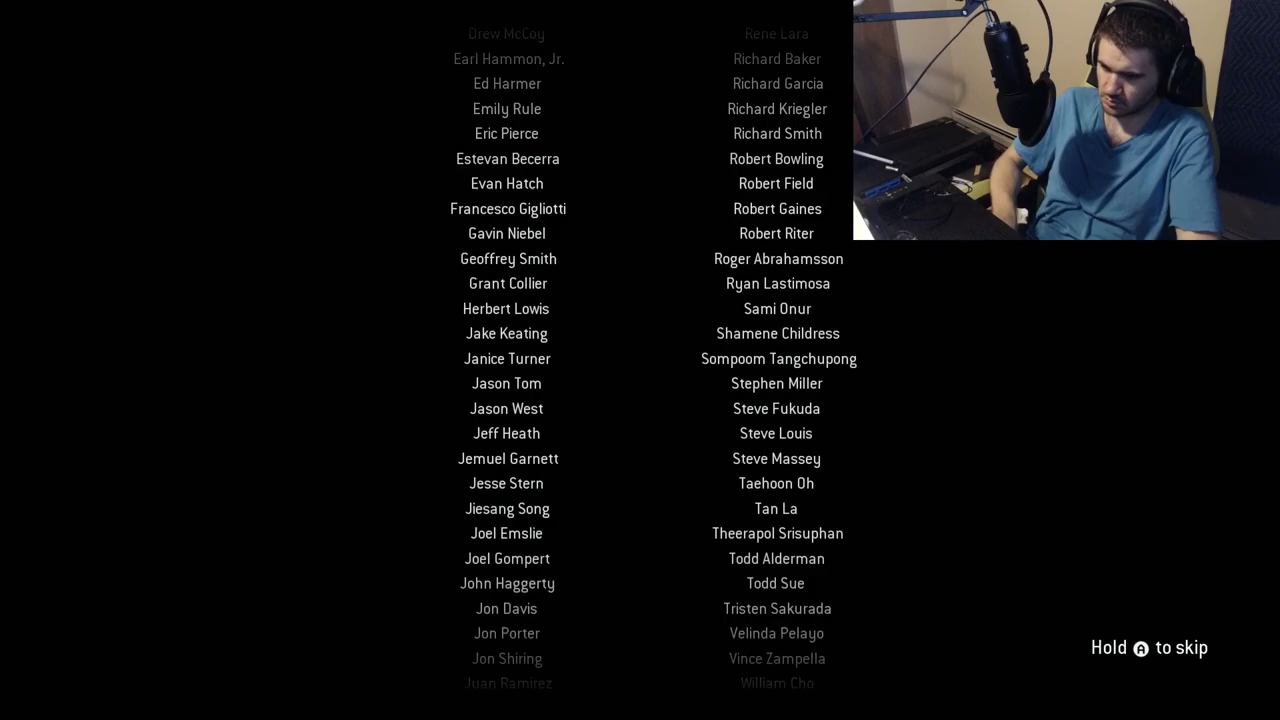 Drew McCoy
Earl Hammon, Jr.
Ed Harmer
Emily Rule
Eric Pierce
Estevan Becerra
Evan Hatch
Francesco Gigliotti
Gavin Niebel
Geoffrey Smith
Grant Collier
Herbert Lowis
Jake Keating
Janice Turner
Jason Tom
Jason West
Jeff Heath
Jemuel Garnett
Jesse Stern
Jiesang Song
Joel Emslie
Joel Gompert
John Haggerty
Jon Davis
Jon Porter
Jon Shiring
Juan Ramirez
Rene Lara
Richard Baker
Richard Garcia
Richard Kriegler
Richard Smith
Robert Bowling
Robert Field
Robert Gaines
Robert Riter
Roger Abrahamsson
Ryan Lastimosa
Sami Onur
Shamene Childress
Sompoom Tangchupong
Stephen Miller
Steve Fukuda
Steve Louis
Steve Massey
Taehoon Oh
Tan La
Theerapol Srisuphan
Todd Alderman
Todd Sue
Tristen Sakurada
Velinda Pelayo
Vince Zampella
William Cho
Hold A to skip